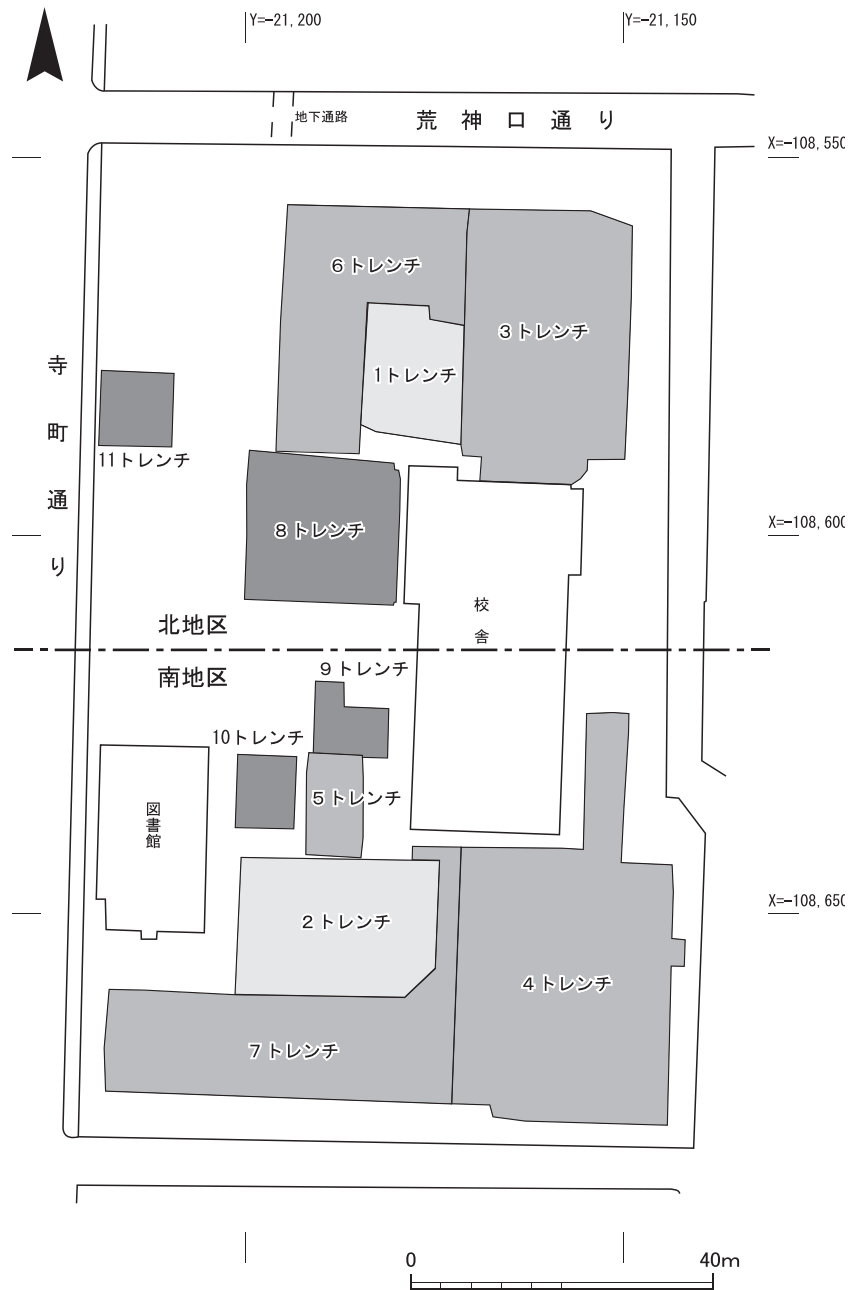 Y=-21,200
Y=-21,150
地下通路
荒神口通り
X=-108,550
6トレンチ
3トレンチ
1トレンチ
寺町通り
11トレンチ
8トレンチ
X=-108,600
校舎
北地区
南地区
9トレンチ
10トレンチ
5トレンチ
図書館
2トレンチ
X=-108,650
4トレンチ
7トレンチ
0
40m